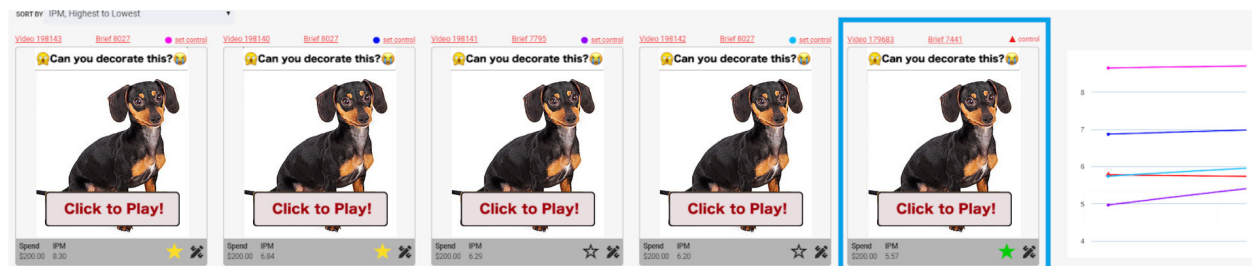 SORT BY IPM, Highest to Lowest
Video 198143 Brief 8027 set control
😱Can you decorate this?😭
Click to Play!
Spend IPM
$200.00 8.30
Video 198140 Brief 8027 set control
😱Can you decorate this?😭
Click to Play!
Spend IPM
$200.00 6.84
Video 198141 Brief 7795 set control
😱Can you decorate this?😭
Click to Play!
Spend IPM
$200.00 6.29
Video 198142 Brief 8027 set control
😱Can you decorate this?😭
Click to Play!
Spend IPM
$200.00 6.20
Video 179683 Brief 7441 control
😱Can you decorate this?😭
Click to Play!
Spend IPM
$200.00 5.57
8
7
6
5
4